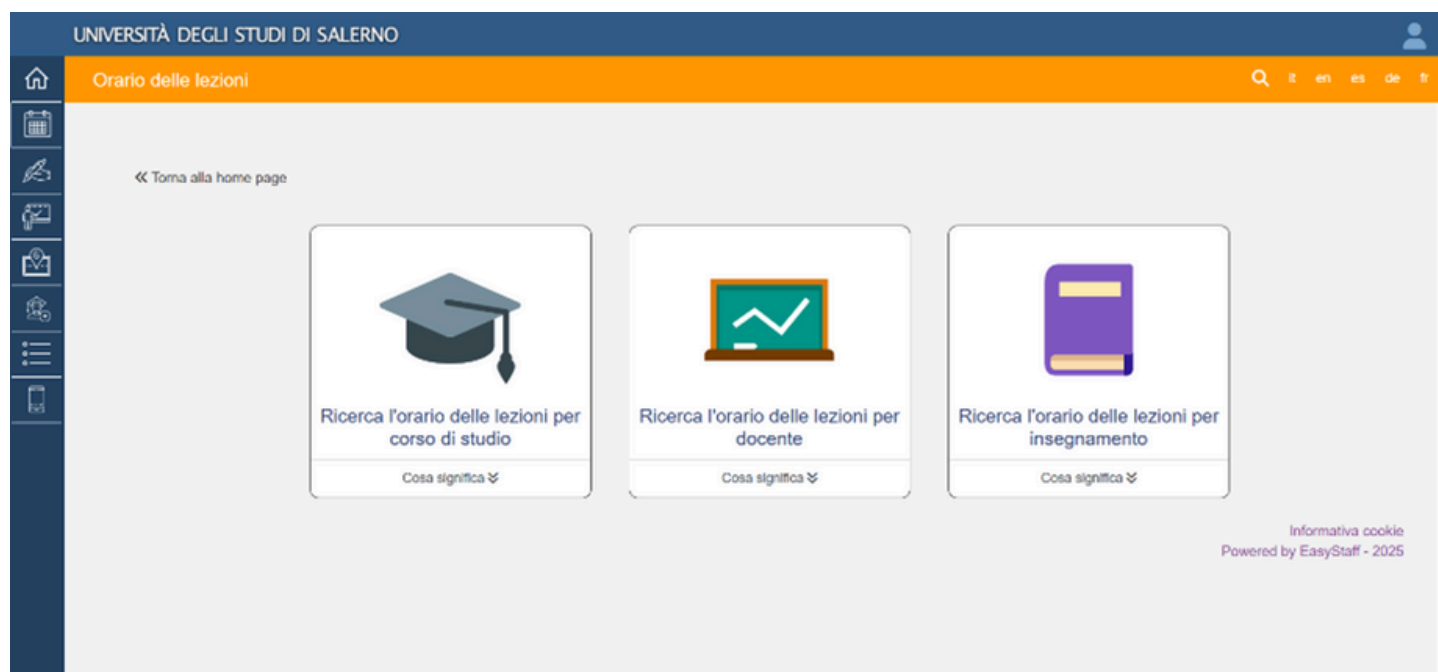 UNIVERSITÀ DEGLI STUDI DI SALERNO
Orario delle lezioni
it en es de fr
Torna alla home page
Ricerca l'orario delle lezioni per
corso di studio
Cosa significa
Ricerca l'orario delle lezioni per
docente
Cosa significa
Ricerca l'orario delle lezioni per
insegnamento
Cosa significa
Informativa cookie
Powered by EasyStaff - 2025